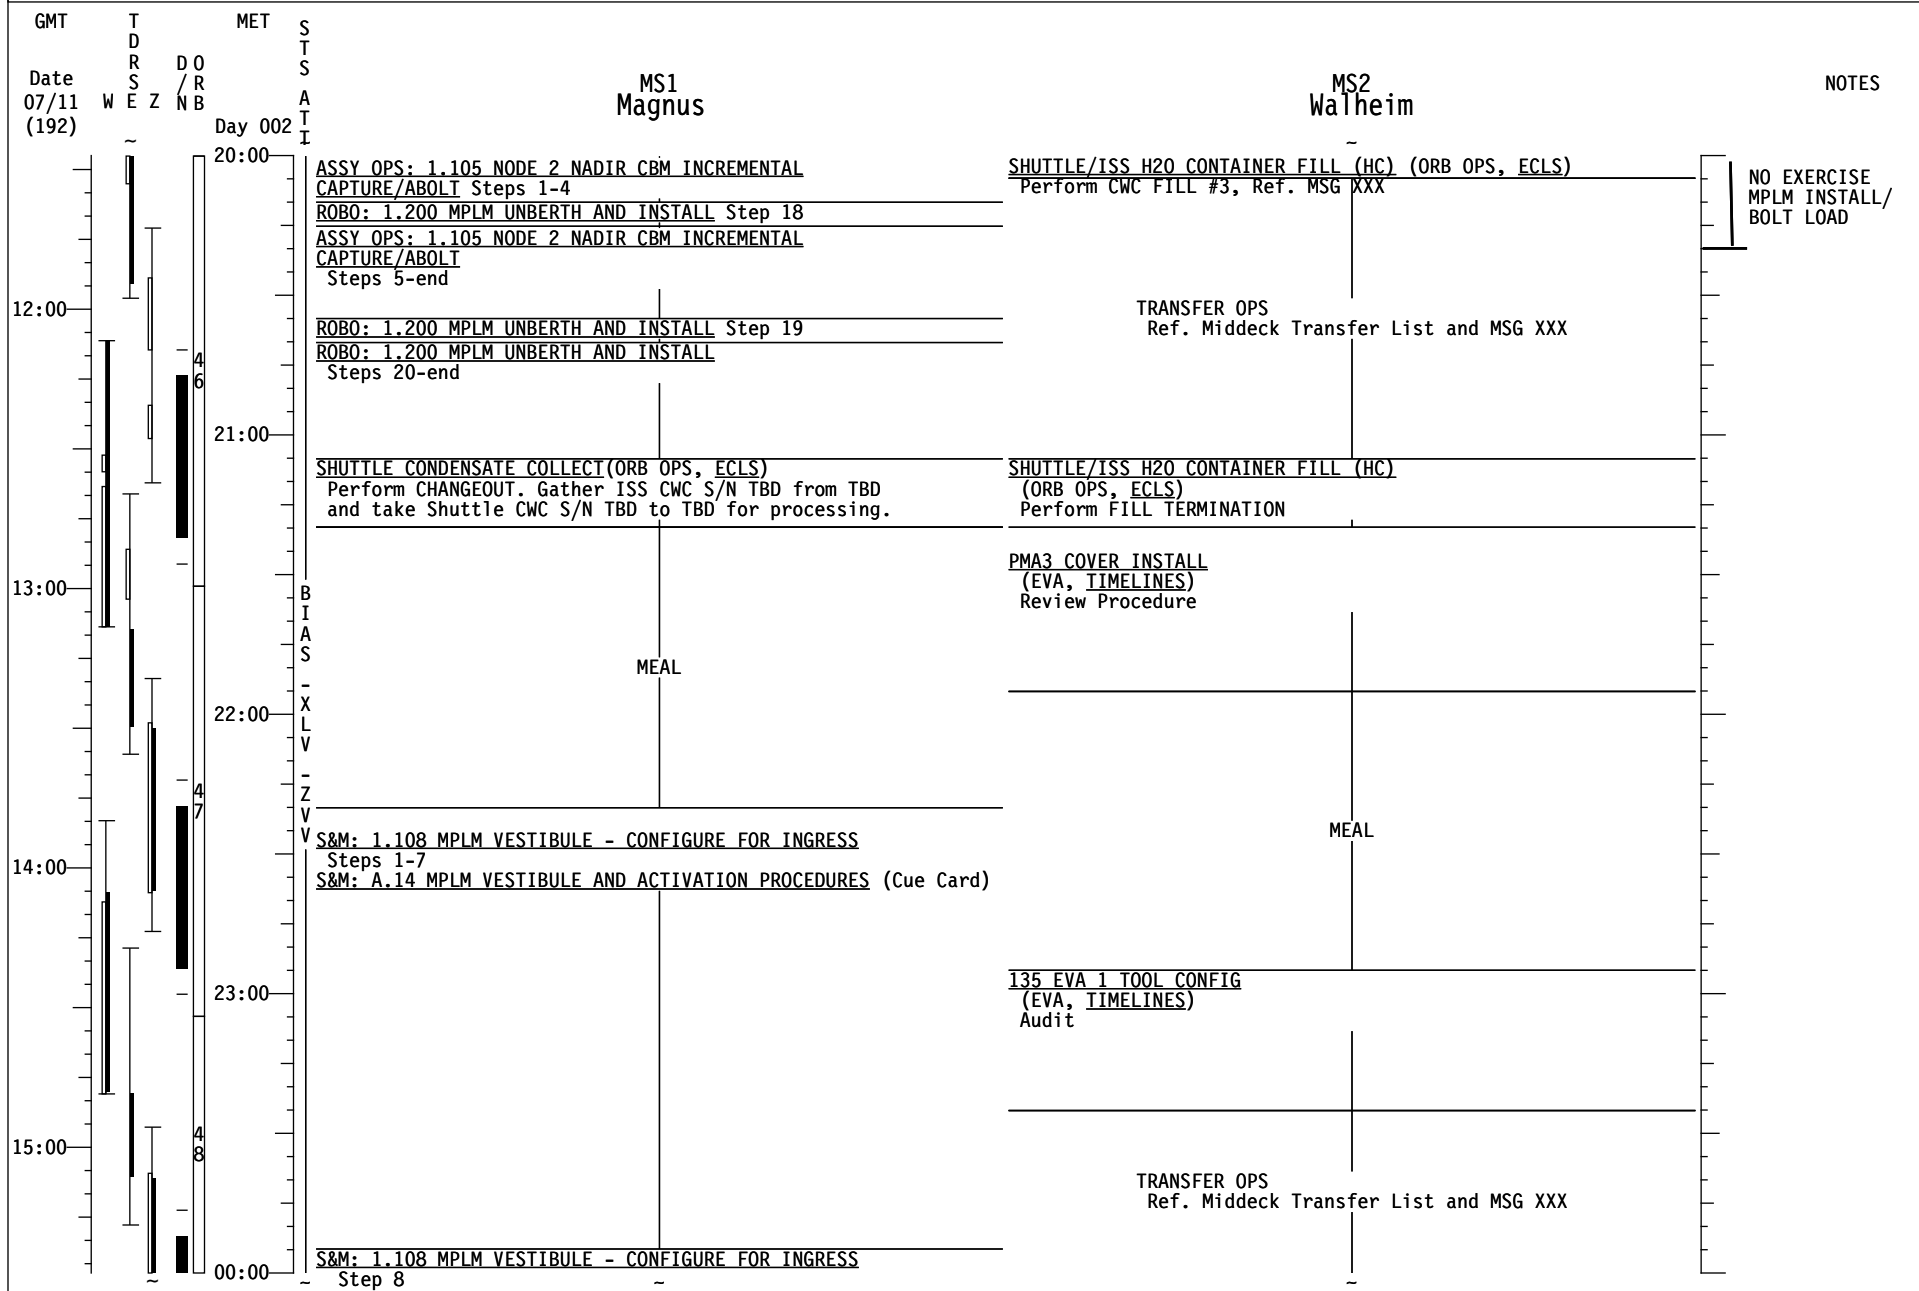 GMT
TDRS
MET
STS ATT
D/N
ORB
Date
07/11
(192)
W E Z
Day 002
MS1
Magnus
MS2
Walheim
NOTES
~
~
20:00
ASSY OPS: 1.105 NODE 2 NADIR CBM INCREMENTAL
CAPTURE/ABOLT Steps 1-4
ROBO: 1.200 MPLM UNBERTH AND INSTALL Step 18
ASSY OPS: 1.105 NODE 2 NADIR CBM INCREMENTAL
CAPTURE/ABOLT
Steps 5-end
ROBO: 1.200 MPLM UNBERTH AND INSTALL Step 19
ROBO: 1.200 MPLM UNBERTH AND INSTALL
Steps 20-end
SHUTTLE CONDENSATE COLLECT(ORB OPS, ECLS)
Perform CHANGEOUT. Gather ISS CWC S/N TBD from TBD
and take Shuttle CWC S/N TBD to TBD for processing.
MEAL
S&M: 1.108 MPLM VESTIBULE - CONFIGURE FOR INGRESS
Steps 1-7
S&M: A.14 MPLM VESTIBULE AND ACTIVATION PROCEDURES (Cue Card)
S&M: 1.108 MPLM VESTIBULE - CONFIGURE FOR INGRESS
Step 8
SHUTTLE/ISS H2O CONTAINER FILL (HC) (ORB OPS, ECLS)
Perform CWC FILL #3, Ref. MSG XXX
TRANSFER OPS
Ref. Middeck Transfer List and MSG XXX
SHUTTLE/ISS H2O CONTAINER FILL (HC)
(ORB OPS, ECLS)
Perform FILL TERMINATION
PMA3 COVER INSTALL
(EVA, TIMELINES)
Review Procedure
MEAL
135 EVA 1 TOOL CONFIG
(EVA, TIMELINES)
Audit
TRANSFER OPS
Ref. Middeck Transfer List and MSG XXX
NO EXERCISE
MPLM INSTALL/
BOLT LOAD
12:00
46
21:00
13:00
BIAS -XLV -ZVV
22:00
47
14:00
23:00
48
15:00
00:00
~
~
~
~